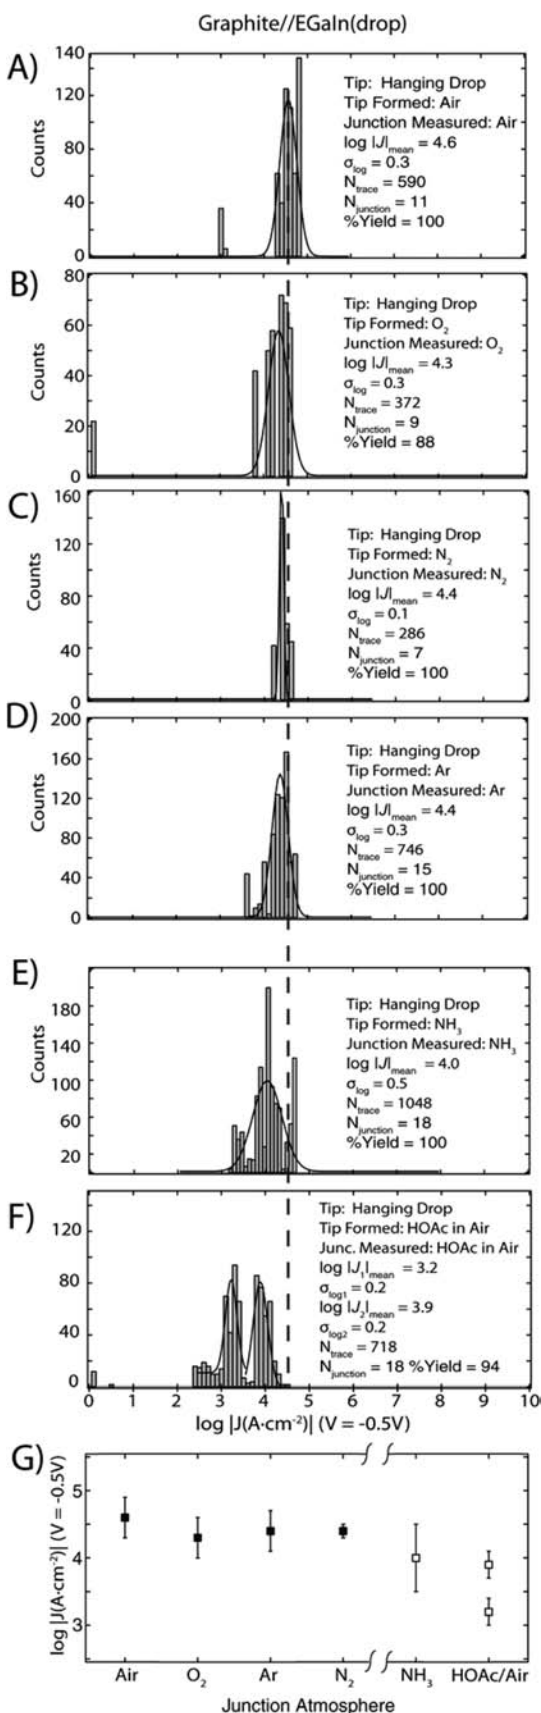 Graphite//EGaIn(drop)
A)
140
120
80
40
0
Counts
Tip: Hanging Drop
Tip Formed: Air
Junction Measured: Air
log |J|mean = 4.6
σlog = 0.3
Ntrace = 590
Njunction = 11
%Yield = 100
B)
80
60
40
20
0
Counts
Tip: Hanging Drop
Tip Formed: O2
Junction Measured: O2
log |J|mean = 4.3
σlog = 0.3
Ntrace = 372
Njunction = 9
%Yield = 88
C)
160
120
80
40
0
Counts
Tip: Hanging Drop
Tip Formed: N2
Junction Measured: N2
log |J|mean = 4.4
σlog = 0.1
Ntrace = 286
Njunction = 7
%Yield = 100
D)
200
160
120
80
40
0
Counts
Tip: Hanging Drop
Tip Formed: Ar
Junction Measured: Ar
log |J|mean = 4.4
σlog = 0.3
Ntrace = 746
Njunction = 15
%Yield = 100
E)
180
140
100
60
20
Counts
Tip: Hanging Drop
Tip Formed: NH3
Junction Measured: NH3
log |J|mean = 4.0
σlog = 0.5
Ntrace = 1048
Njunction = 18
%Yield = 100
F)
120
80
40
0
Counts
Tip: Hanging Drop
Tip Formed: HOAc in Air
Junc. Measured: HOAc in Air
log |J1|mean = 3.2
σlog1 = 0.2
log |J2|mean = 3.9
σlog2 = 0.2
Ntrace = 718
Njunction = 18 %Yield = 94
0 1 2 3 4 5 6 7 8 9 10
log |J(A·cm-2)| (V = -0.5V)
G)
5
4
3
log |J(A·cm-2)| (V = -0.5V)
Air O2 Ar N2 NH3 HOAc/Air
Junction Atmosphere